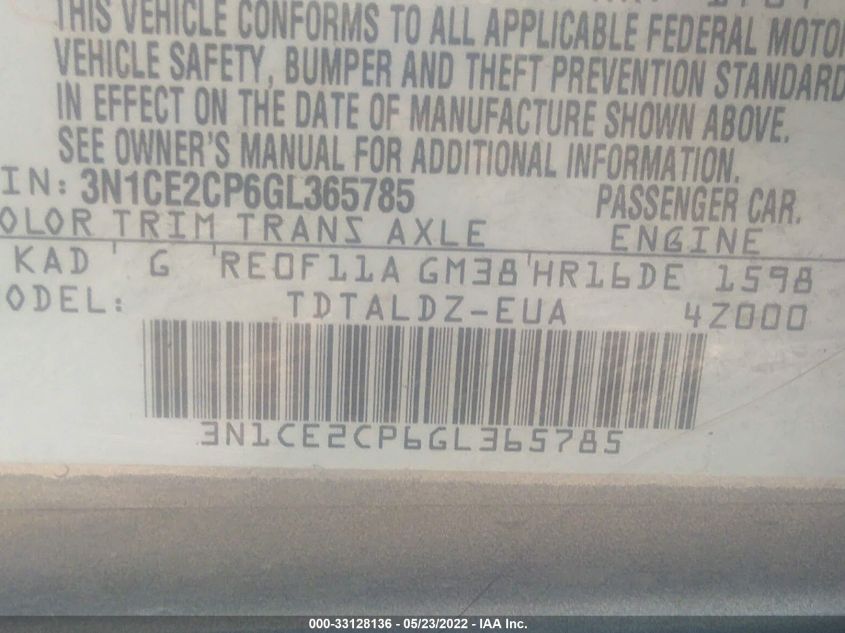 THIS VEHICLE CONFORMS TO ALL APPLICABLE FEDERAL MOTOR
VEHICLE SAFETY, BUMPER AND THEFT PREVENTION STANDARD
IN EFFECT ON THE DATE OF MANUFACTURE SHOWN ABOVE.
SEE OWNER'S MANUAL FOR ADDITIONAL INFORMATION.
IN: 3N1CE2CP6GL365785 PASSENGER CAR.
OLOR TRIM TRANS AXLE ENGINE
KAD G RE0F11A GM38 HR16DE 1598
ODEL: TDTALDZ-EUA 4Z000
3N1CE2CP6GL365785
000-33128136 - 05/23/2022 - IAA Inc.